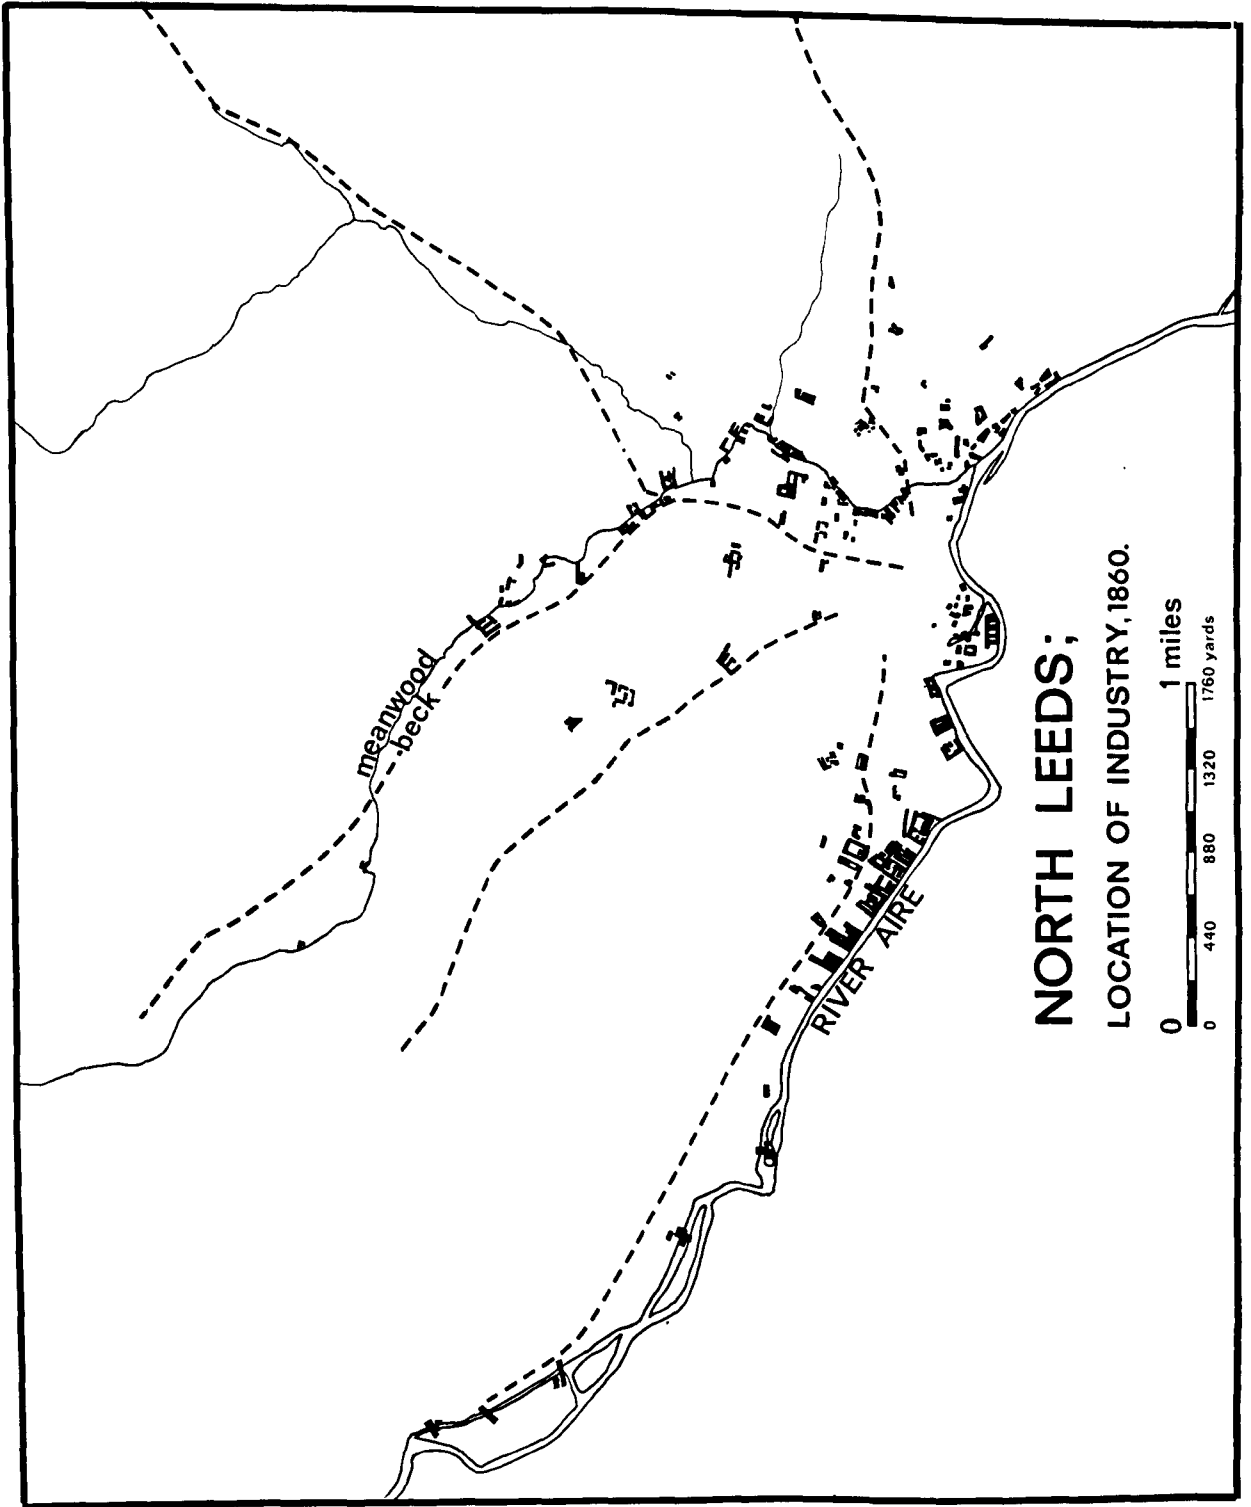 meanwood
beck
RIVER AIRE
NORTH LEEDS;
LOCATION OF INDUSTRY, 1860.
0 1 miles
0 440 880 1320 1760 yards